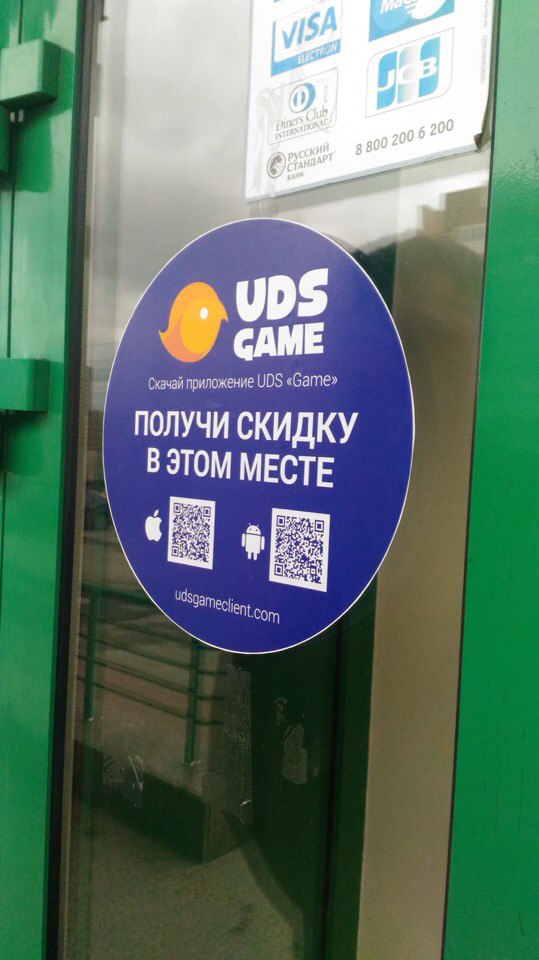 VISA
ELECTRON
JCB
Diners Club
INTERNATIONAL
РУССКИЙ
СТАНДАРТ
БАНК
8 800 200 6 200
UDS
GAME
Скачай приложение UDS «Game»
ПОЛУЧИ СКИДКУ
В ЭТОМ МЕСТЕ
udsgameclient.com